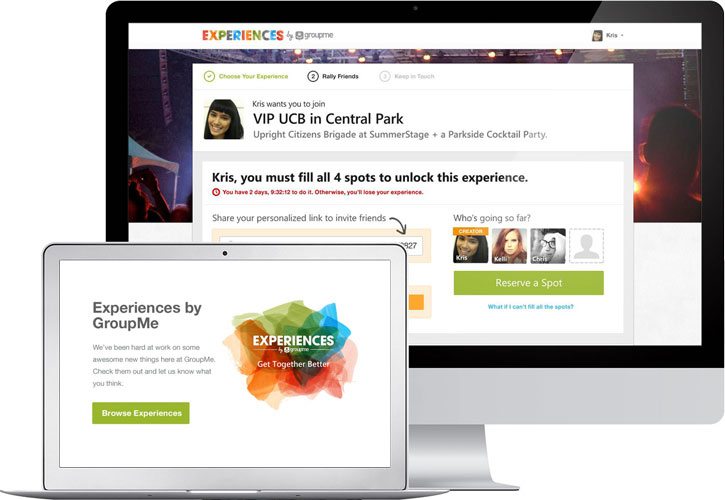 EXPERIENCES by groupme
Kris
Choose Your Experience
2 Rally Friends
3 Keep in Touch
Kris wants you to join
VIP UCB in Central Park
Upright Citizens Brigade at SummerStage + a Parkside Cocktail Party.
Kris, you must fill all 4 spots to unlock this experience.
You have 2 days, 9:32:12 to do it. Otherwise, you'll lose your experience.
Share your personalized link to invite friends
827
Who's going so far?
CREATOR
Kris
Kelli
Chris
Reserve a Spot
What if I can't fill all the spots?
Experiences by
GroupMe
We've been hard at work on some
awesome new things here at GroupMe.
Check them out and let us know what
you think.
Browse Experiences
EXPERIENCES
by groupme
Get Together Better